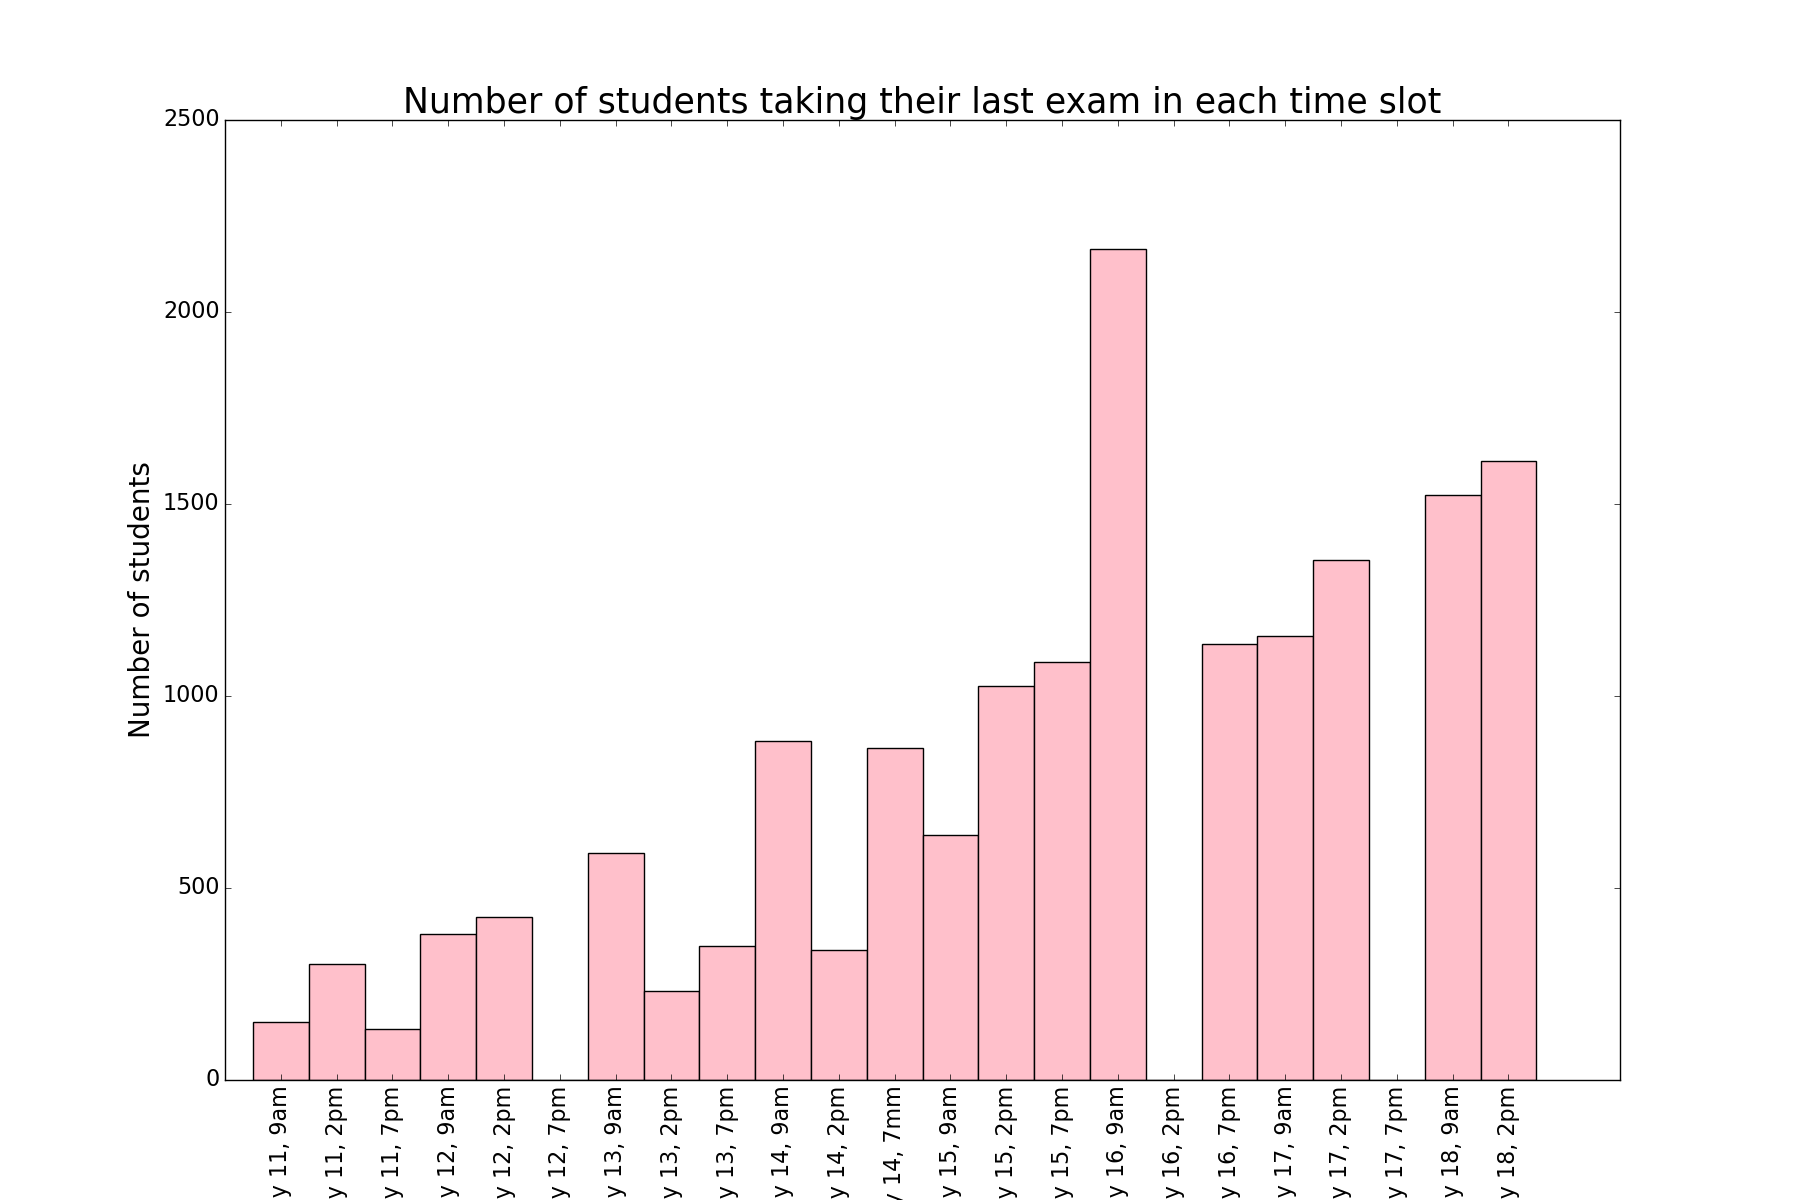 Number of students taking their last exam in each time slot
Number of students
2500
2000
1500
1000
500
0
y 11, 9am
y 11, 2pm
y 11, 7pm
y 12, 9am
y 12, 2pm
y 12, 7pm
y 13, 9am
y 13, 2pm
y 13, 7pm
y 14, 9am
y 14, 2pm
y 14, 7mm
y 15, 9am
y 15, 2pm
y 15, 7pm
y 16, 9am
y 16, 2pm
y 16, 7pm
y 17, 9am
y 17, 2pm
y 17, 7pm
y 18, 9am
y 18, 2pm